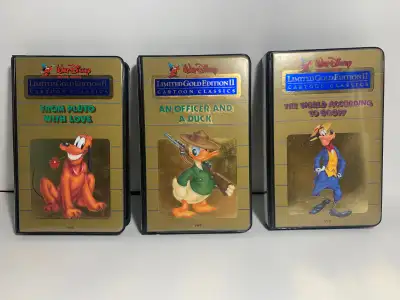 Walt Disney
LIMITED GOLD EDITION II
CARTOON CLASSICS
FROM PLUTO
WITH LOVE
Walt Disney
LIMITED GOLD EDITION II
CARTOON CLASSICS
AN OFFICER AND
A DUCK
Walt Disney
LIMITED GOLD EDITION II
CARTOON CLASSICS
THE WORLD ACCORDING
TO GOOFY